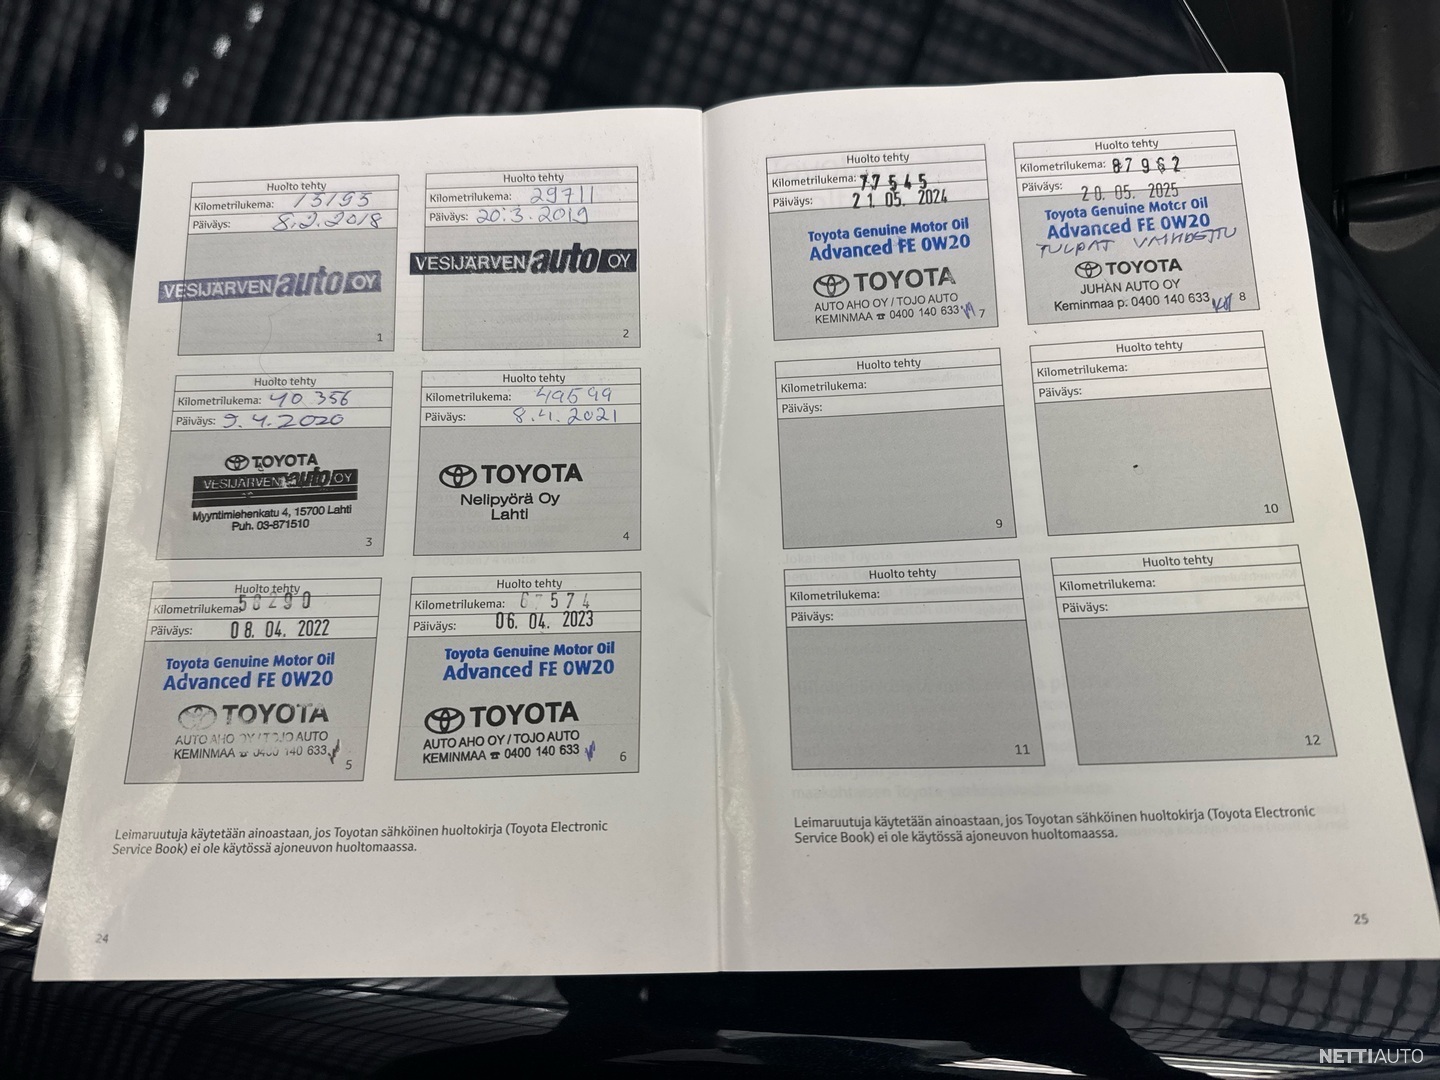 Huolto tehty
Kilometrilukema: 13193
Päiväys: 8.2.2018
VESIJÄRVEN auto OY
1
Huolto tehty
Kilometrilukema: 29711
Päiväys: 20.3.2019
VESIJÄRVEN auto OY
2
Huolto tehty
Kilometrilukema: 40 356
Päiväys: 9.4.2020
TOYOTA
VESIJÄRVEN auto OY
Myyntimiehenkatu 4, 15700 Lahti
Puh. 03-871510
3
Huolto tehty
Kilometrilukema: 49699
Päiväys: 8.4.2021
TOYOTA
Nelipyörä Oy
Lahti
4
Huolto tehty
Kilometrilukema: 58290
Päiväys: 08. 04. 2022
Toyota Genuine Motor Oil
Advanced FE 0W20
TOYOTA
AUTO AHO OY / TOJO AUTO
KEMINMAA ☎ 0400 140 633
5
Huolto tehty
Kilometrilukema: 67574
Päiväys: 06. 04. 2023
Toyota Genuine Motor Oil
Advanced FE 0W20
TOYOTA
AUTO AHO OY / TOJO AUTO
KEMINMAA ☎ 0400 140 633
6
Leimaruutuja käytetään ainoastaan, jos Toyotan sähköinen huoltokirja (Toyota Electronic
Service Book) ei ole käytössä ajoneuvon huoltomaassa.
24
Huolto tehty
Kilometrilukema: 77545
Päiväys: 21. 05. 2024
Toyota Genuine Motor Oil
Advanced FE 0W20
TOYOTA
AUTO AHO OY / TOJO AUTO
KEMINMAA ☎ 0400 140 633
7
Huolto tehty
Kilometrilukema: 87962
Päiväys: 20. 05. 2025
Toyota Genuine Motor Oil
Advanced FE 0W20
TULPAT VAIHDETTU
TOYOTA
JUHAN AUTO OY
Keminmaa p. 0400 140 633
8
Huolto tehty
Kilometrilukema:
Päiväys:
9
Huolto tehty
Kilometrilukema:
Päiväys:
10
Huolto tehty
Kilometrilukema:
Päiväys:
11
Huolto tehty
Kilometrilukema:
Päiväys:
12
Leimaruutuja käytetään ainoastaan, jos Toyotan sähköinen huoltokirja (Toyota Electronic
Service Book) ei ole käytössä ajoneuvon huoltomaassa.
25
NETTIAUTO